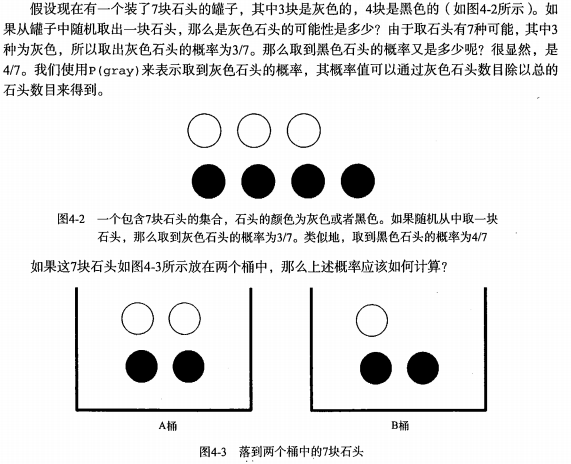 假设现在有一个装了7块石头的罐子，其中3块是灰色的，4块是黑色的（如图4-2所示）。如
果从罐子中随机取出一块石头，那么是灰色石头的可能性是多少？由于取石头有7种可能，其中3
种为灰色，所以取出灰色石头的概率为3/7。那么取到黑色石头的概率又是多少呢？很显然，是
4/7。我们使用P(gray)来表示取到灰色石头的概率，其概率值可以通过灰色石头数目除以总的
石头数目来得到。
图4-2 一个包含7块石头的集合，石头的颜色为灰色或者黑色。如果随机从中取一块
石头，那么取到灰色石头的概率为3/7。类似地，取到黑色石头的概率为4/7
如果这7块石头如图4-3所示放在两个桶中，那么上述概率应该如何计算？
A桶
B桶
图4-3 落到两个桶中的7块石头